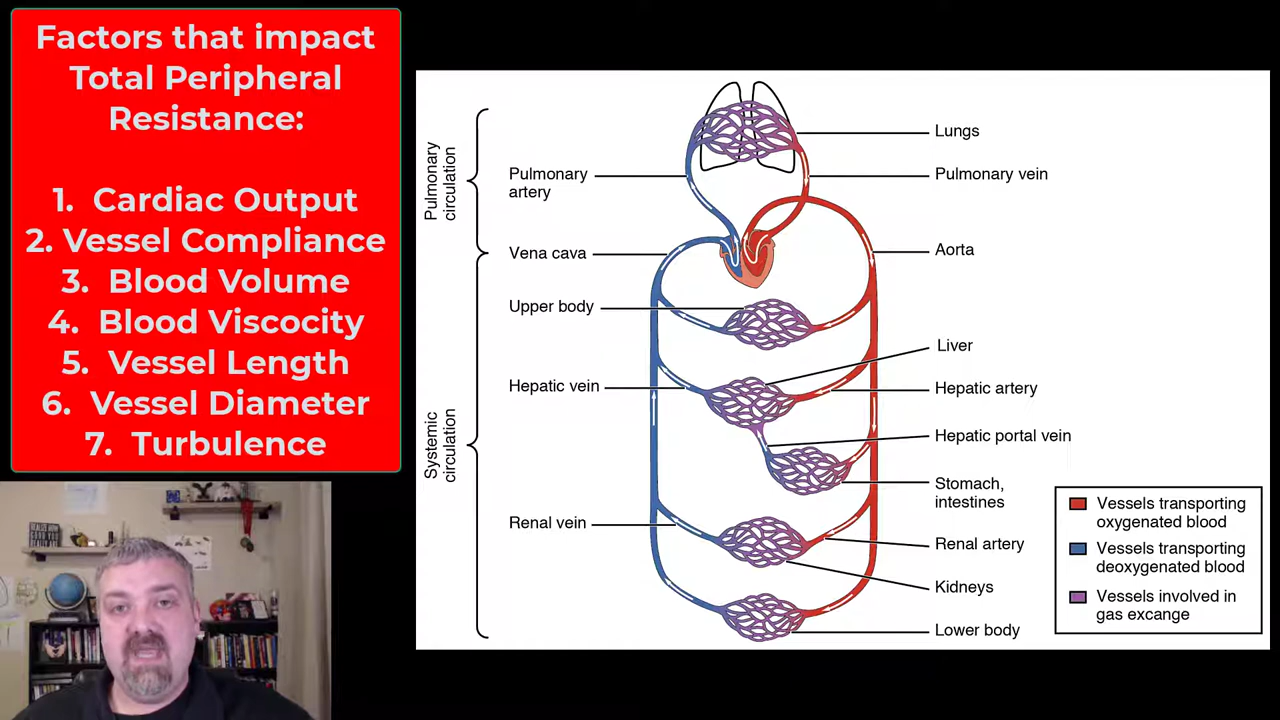 Factors that impact
Total Peripheral
Resistance:
1. Cardiac Output
2. Vessel Compliance
3. Blood Volume
4. Blood Viscocity
5. Vessel Length
6. Vessel Diameter
7. Turbulence
Pulmonary
circulation
Systemic
circulation
Pulmonary
artery
Vena cava
Upper body
Hepatic vein
Renal vein
Lungs
Pulmonary vein
Aorta
Liver
Hepatic artery
Hepatic portal vein
Stomach,
intestines
Renal artery
Kidneys
Lower body
Vessels transporting
oxygenated blood
Vessels transporting
deoxygenated blood
Vessels involved in
gas excange